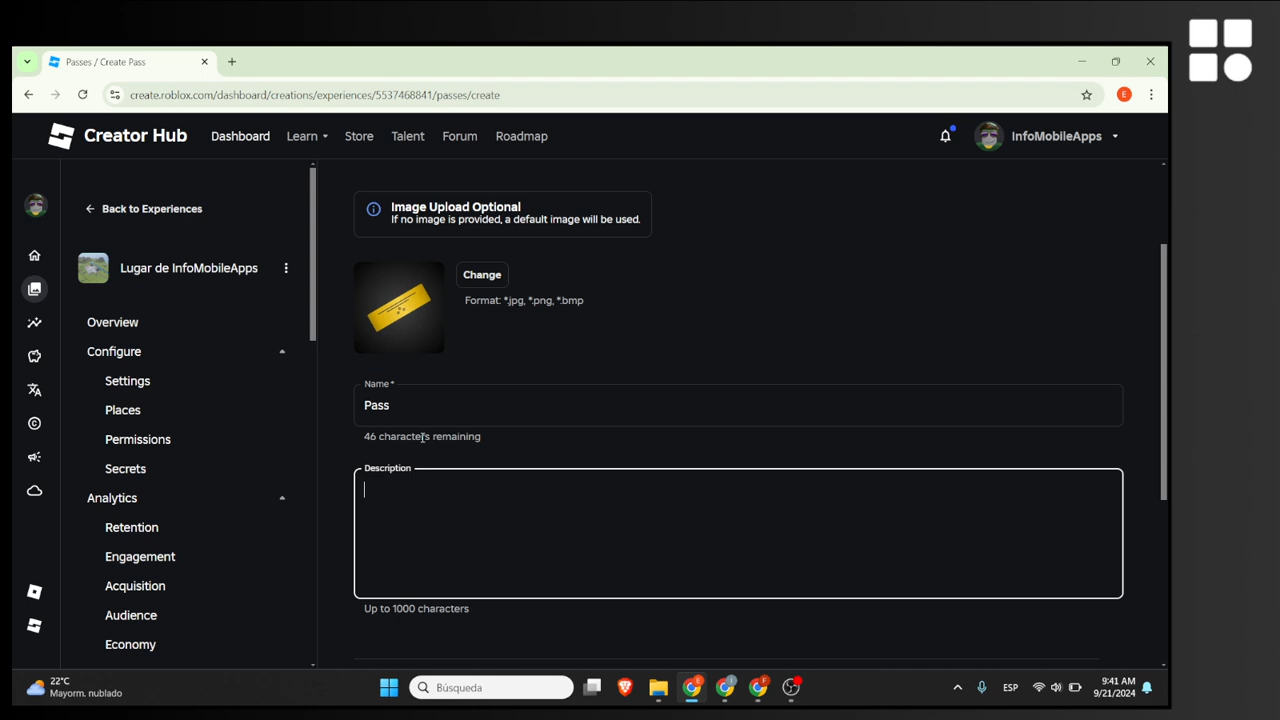 Passes / Create Pass
create.roblox.com/dashboard/creations/experiences/5537468841/passes/create
E
Creator Hub
Dashboard
Learn
Store
Talent
Forum
Roadmap
InfoMobileApps
Back to Experiences
Lugar de InfoMobileApps
Overview
Configure
Settings
Places
Permissions
Secrets
Analytics
Retention
Engagement
Acquisition
Audience
Economy
Image Upload Optional
If no image is provided, a default image will be used.
Change
Format: *.jpg, *.png, *.bmp
Name*
Pass
46 characters remaining
Description
Up to 1000 characters
22°C
Mayorm. nublado
Búsqueda
ESP
9:41 AM
9/21/2024